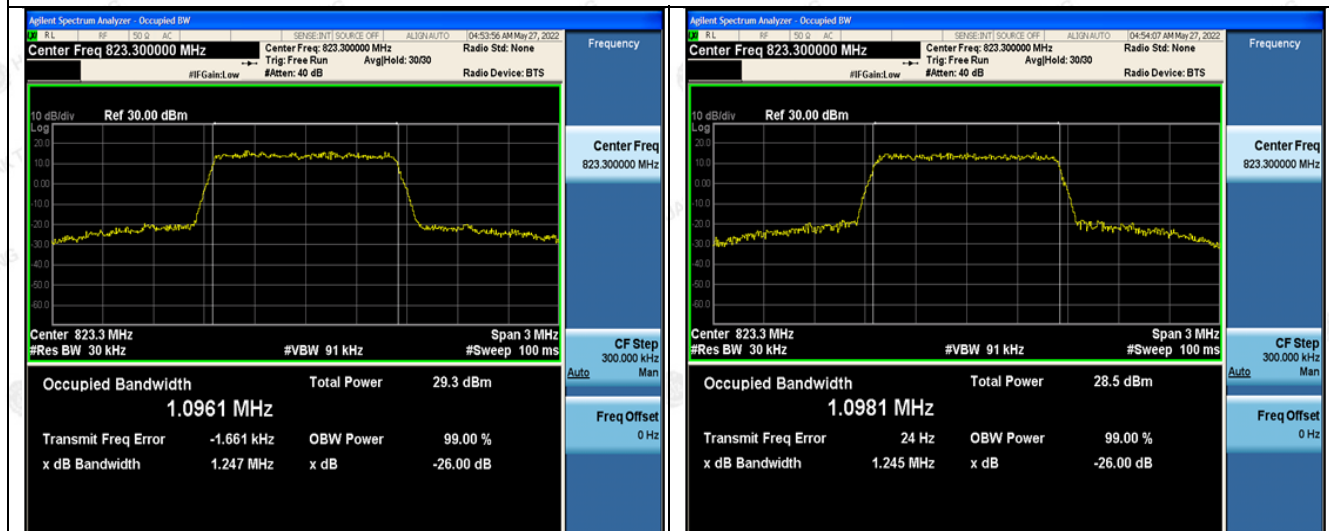 Agilent Spectrum Analyzer - Occupied BW
LXI RL RF 50 Ω AC SENSE:INT SOURCE OFF ALIGN AUTO 04:53:56 AM May 27, 2022
Center Freq 823.300000 MHz Center Freq: 823.300000 MHz Radio Std: None
Trig: Free Run Avg|Hold: 30/30
#IFGain:Low #Atten: 40 dB Radio Device: BTS
Frequency
10 dB/div Ref 30.00 dBm
Log
20.0
10.0
0.00
-10.0
-20.0
-30.0
-40.0
-50.0
-60.0
Center Freq
823.300000 MHz
Center 823.3 MHz Span 3 MHz
#Res BW 30 kHz #VBW 91 kHz #Sweep 100 ms
CF Step
300.000 kHz
Auto Man
Occupied Bandwidth Total Power 29.3 dBm
1.0961 MHz
Transmit Freq Error -1.661 kHz OBW Power 99.00 %
x dB Bandwidth 1.247 MHz x dB -26.00 dB
Freq Offset
0 Hz
Agilent Spectrum Analyzer - Occupied BW
LXI RL RF 50 Ω AC SENSE:INT SOURCE OFF ALIGN AUTO 04:54:07 AM May 27, 2022
Center Freq 823.300000 MHz Center Freq: 823.300000 MHz Radio Std: None
Trig: Free Run Avg|Hold: 30/30
#IFGain:Low #Atten: 40 dB Radio Device: BTS
Frequency
10 dB/div Ref 30.00 dBm
Log
20.0
10.0
0.00
-10.0
-20.0
-30.0
-40.0
-50.0
-60.0
Center Freq
823.300000 MHz
Center 823.3 MHz Span 3 MHz
#Res BW 30 kHz #VBW 91 kHz #Sweep 100 ms
CF Step
300.000 kHz
Auto Man
Occupied Bandwidth Total Power 28.5 dBm
1.0981 MHz
Transmit Freq Error 24 Hz OBW Power 99.00 %
x dB Bandwidth 1.245 MHz x dB -26.00 dB
Freq Offset
0 Hz